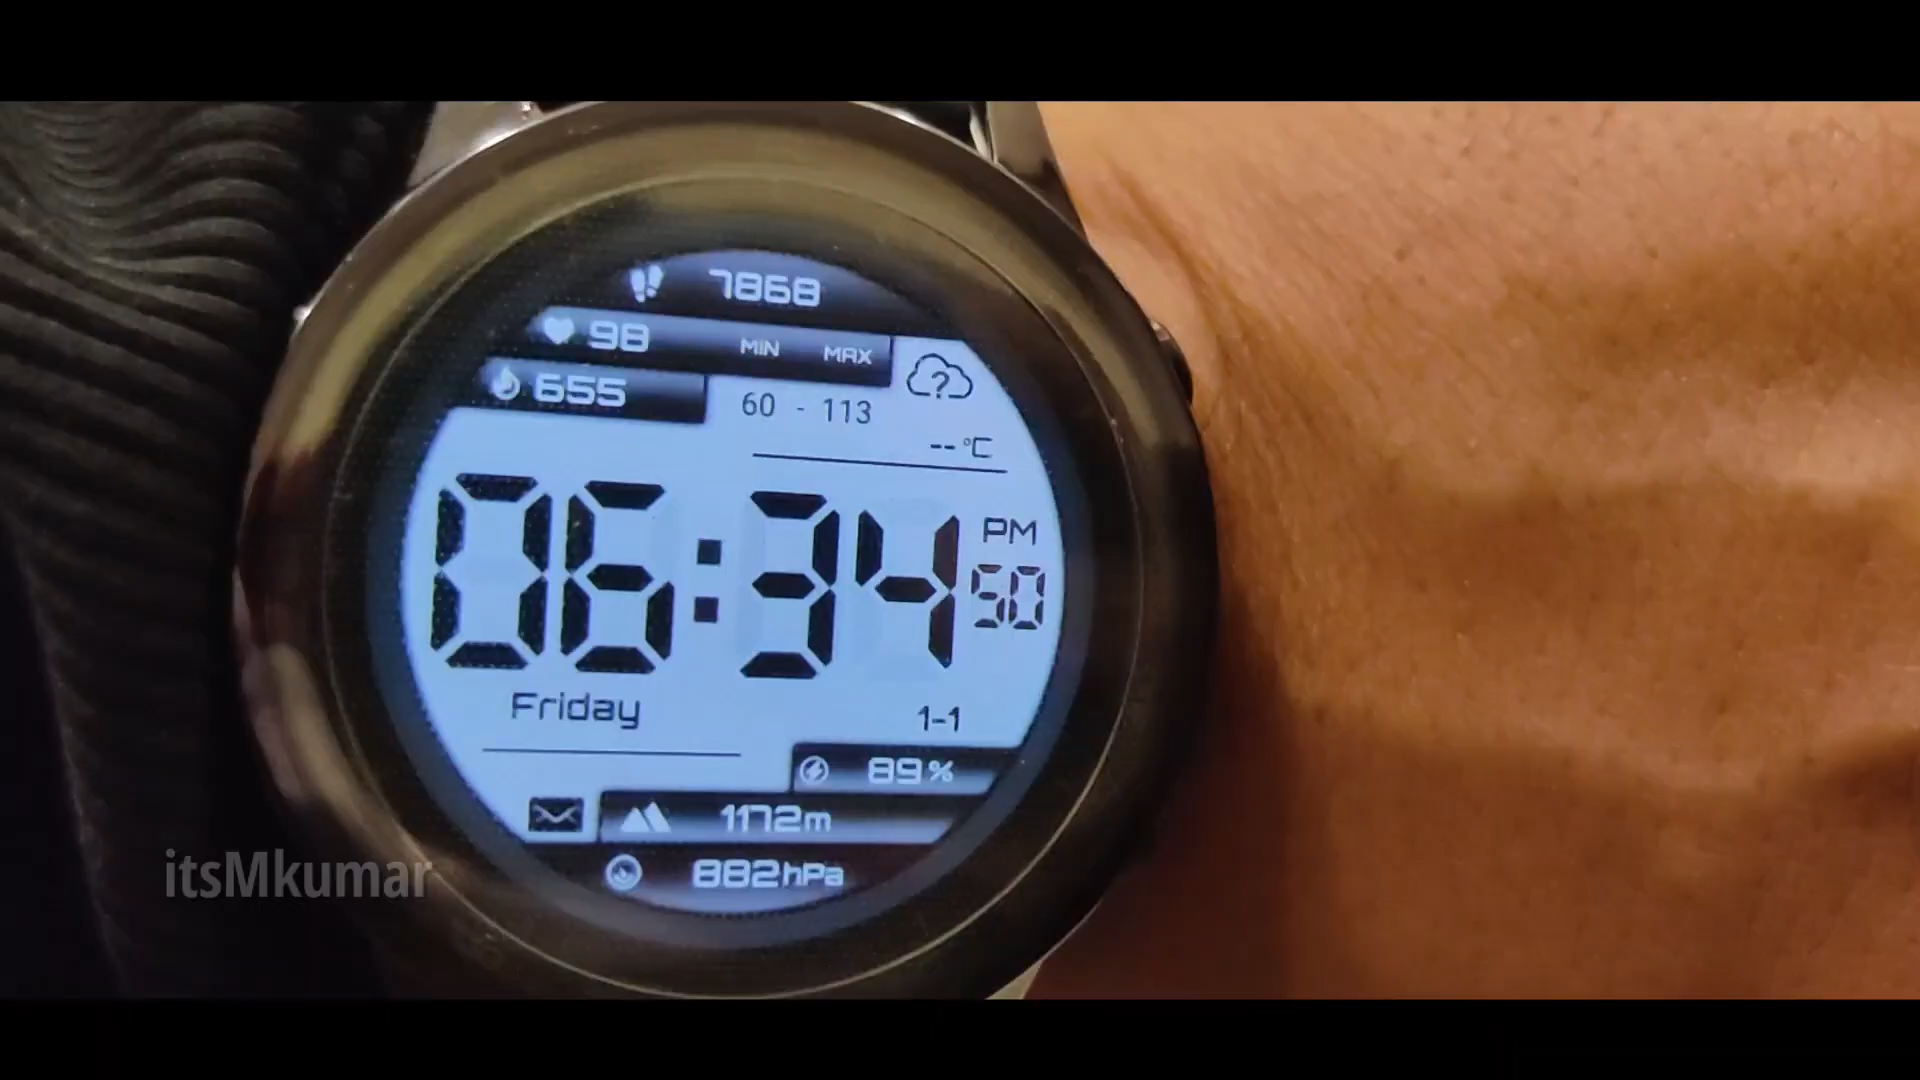 7868
98 MIN MAX
655
60 - 113
--°C
06:34 PM
50
Friday 1-1
89%
1172m
882hPa
itsMkumar